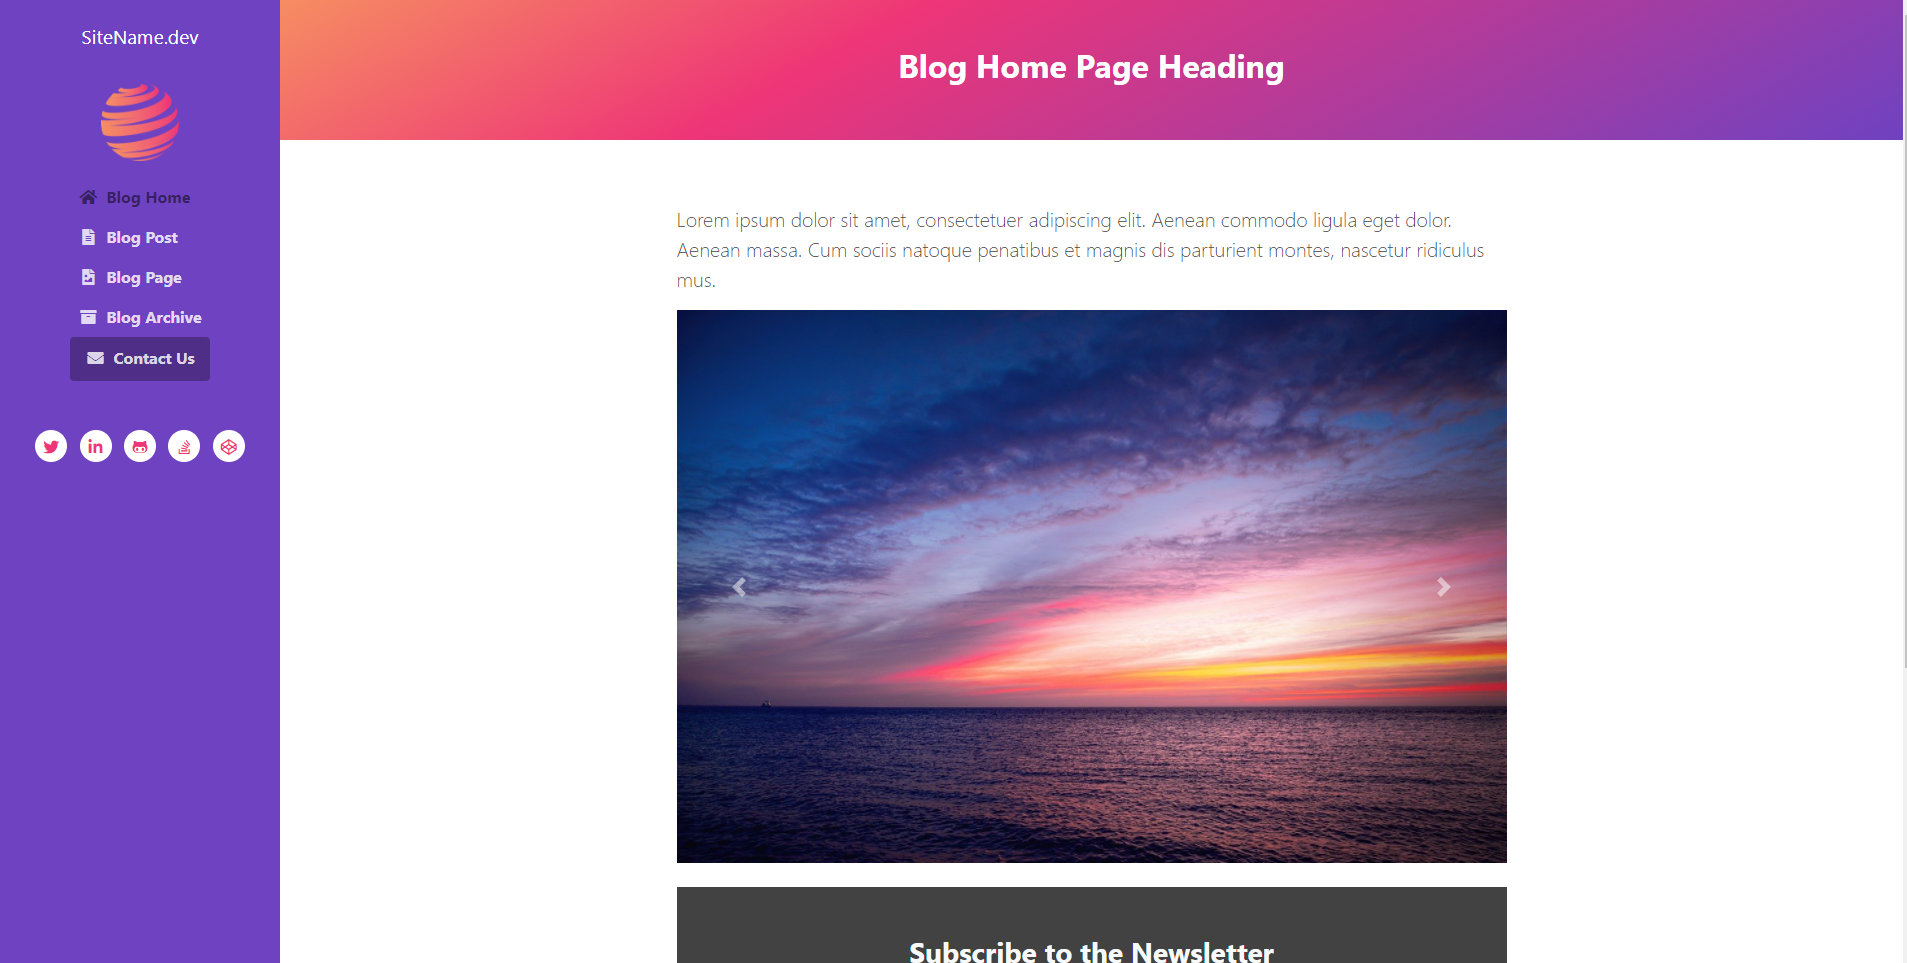 SiteName.dev
Blog Home
Blog Post
Blog Page
Blog Archive
Contact Us
Blog Home Page Heading
Lorem ipsum dolor sit amet, consectetuer adipiscing elit. Aenean commodo ligula eget dolor.
Aenean massa. Cum sociis natoque penatibus et magnis dis parturient montes, nascetur ridiculus
mus.
Subscribe to the Newsletter